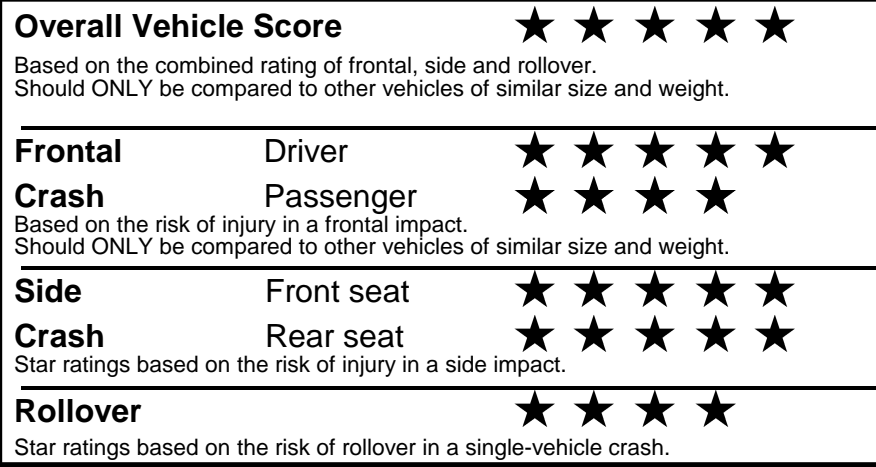 Overall Vehicle Score ★ ★ ★ ★ ★
Based on the combined rating of frontal, side and rollover.
Should ONLY be compared to other vehicles of similar size and weight.
Frontal Driver ★ ★ ★ ★ ★
Crash Passenger ★ ★ ★ ★
Based on the risk of injury in a frontal impact.
Should ONLY be compared to other vehicles of similar size and weight.
Side Front seat ★ ★ ★ ★ ★
Crash Rear seat ★ ★ ★ ★ ★
Star ratings based on the risk of injury in a side impact.
Rollover ★ ★ ★ ★
Star ratings based on the risk of rollover in a single-vehicle crash.